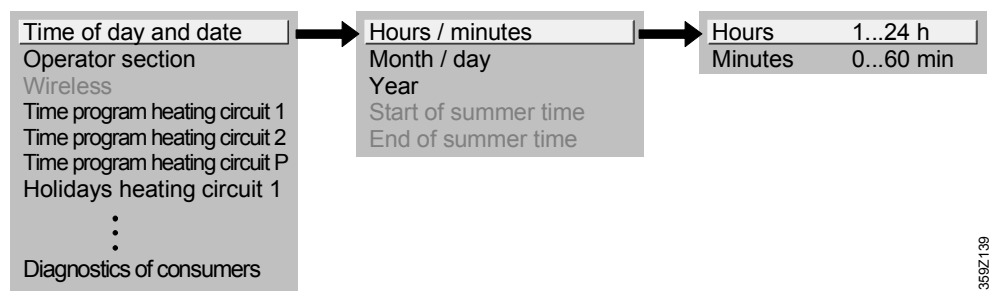 Time of day and date
Operator section
Wireless
Time program heating circuit 1
Time program heating circuit 2
Time program heating circuit P
Holidays heating circuit 1
Diagnostics of consumers
Hours / minutes
Month / day
Year
Start of summer time
End of summer time
Hours 1...24 h
Minutes 0...60 min
359Z139